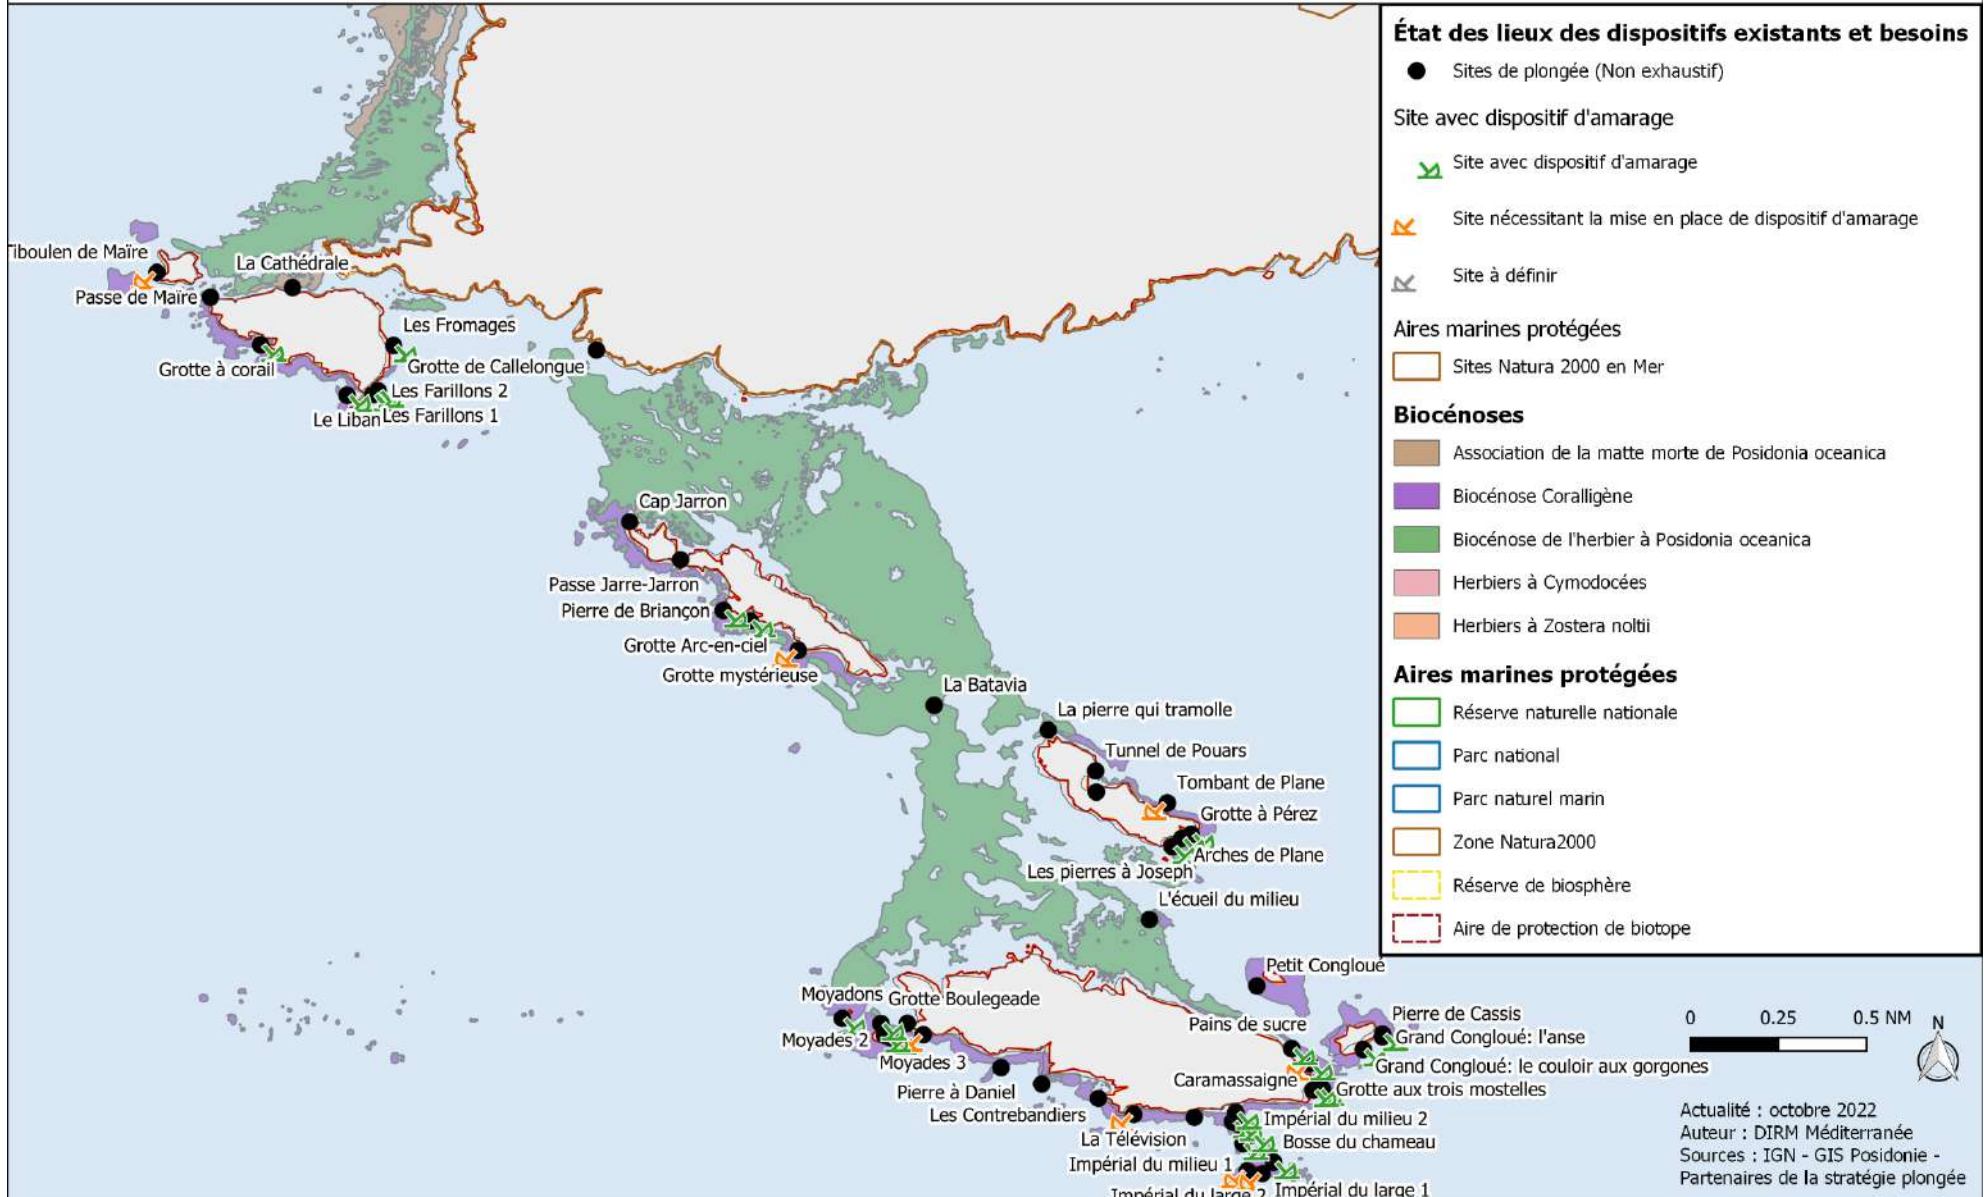 État des lieux des dispositifs existants et besoins
Sites de plongée (Non exhaustif)
Site avec dispositif d'amarage
Site avec dispositif d'amarage
Site nécessitant la mise en place de dispositif d'amarage
Site à définir
Aires marines protégées
Sites Natura 2000 en Mer
Biocénoses
Association de la matte morte de Posidonia oceanica
Biocénose Coralligène
Biocénose de l'herbier à Posidonia oceanica
Herbiers à Cymodocées
Herbiers à Zostera noltii
Aires marines protégées
Réserve naturelle nationale
Parc national
Parc naturel marin
Zone Natura2000
Réserve de biosphère
Aire de protection de biotope
Tiboulen de Maïre
La Cathédrale
Passe de Maïre
Les Fromages
Grotte à corail
Grotte de Callelongue
Les Farillons 2
Le Liban
Les Farillons 1
Cap Jarron
Passe Jarre-Jarron
Pierre de Briançon
Grotte Arc-en-ciel
Grotte mystérieuse
La Batavia
La pierre qui tramolle
Tunnel de Pouars
Tombant de Plane
Grotte à Pérez
Arches de Plane
Les pierres à Joseph
L'écueil du milieu
Petit Congloué
Moyadons
Grotte Boulegeade
Pierre de Cassis
Pains de sucre
Moyades 2
Grand Congloué: l'anse
Moyades 3
Grand Congloué: le couloir aux gorgones
Caramassaigne
Pierre à Daniel
Grotte aux trois mostelles
Les Contrebandiers
Impérial du milieu 2
La Télévision
Bosse du chameau
Impérial du milieu 1
Impérial du large 2
Impérial du large 1
0 0.25 0.5 NM
N
Actualité : octobre 2022
Auteur : DIRM Méditerranée
Sources : IGN - GIS Posidonie -
Partenaires de la stratégie plongée